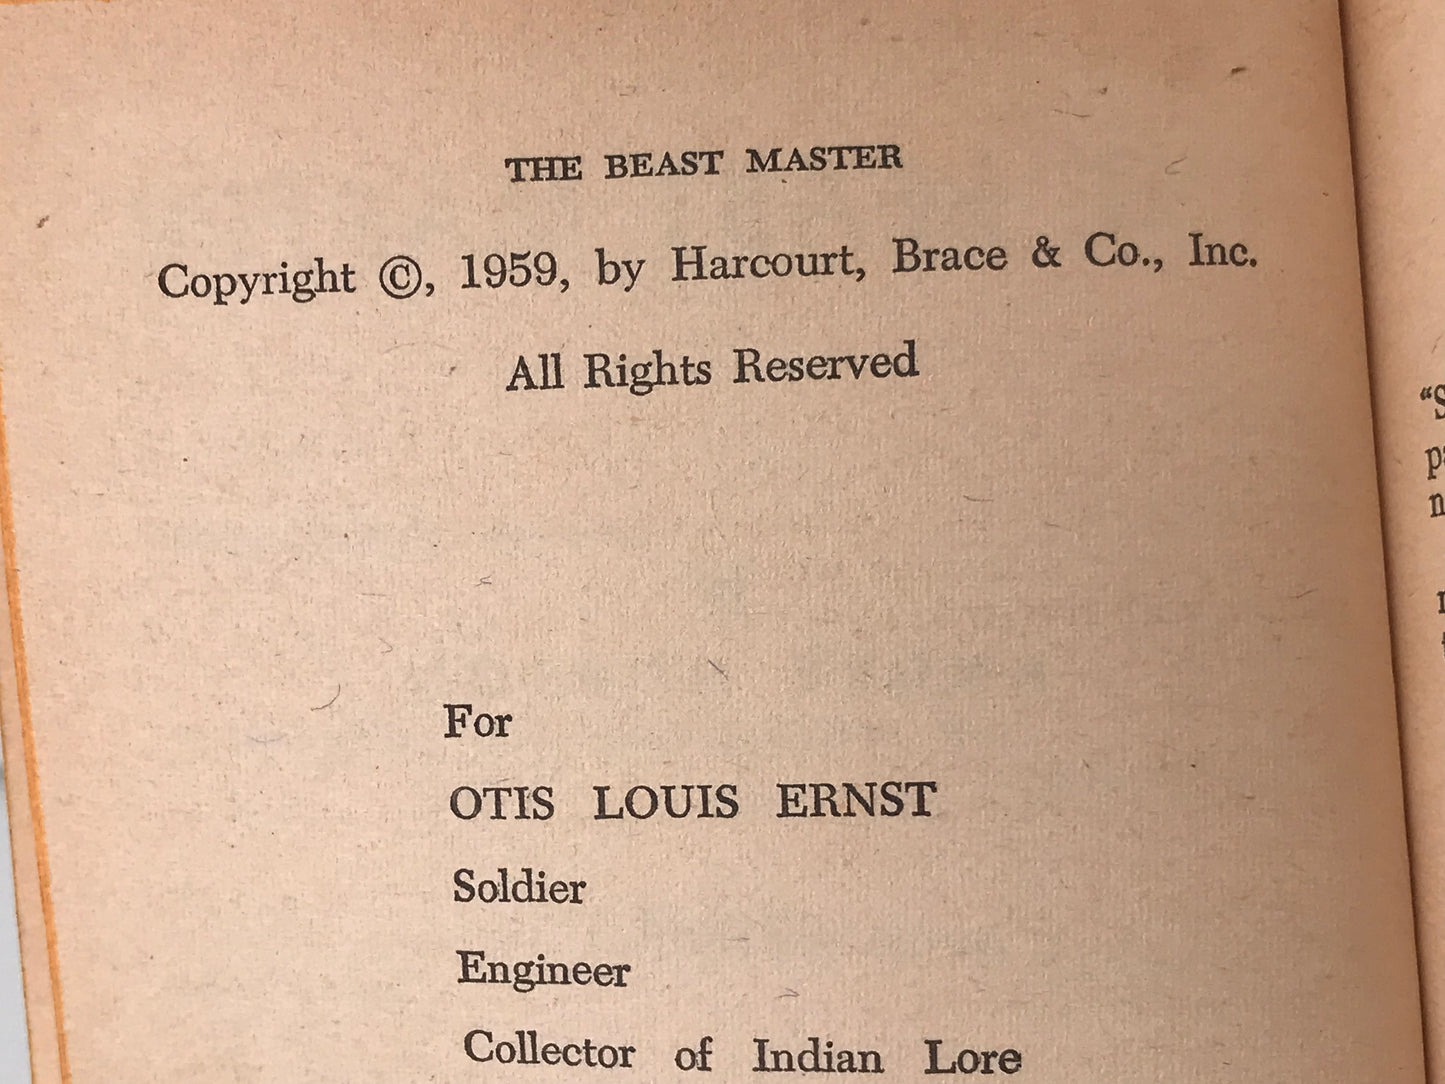 THE BEAST MASTER
Copyright ©, 1959, by Harcourt, Brace & Co., Inc.
All Rights Reserved
For
OTIS LOUIS ERNST
Soldier
Engineer
Collector of Indian Lore